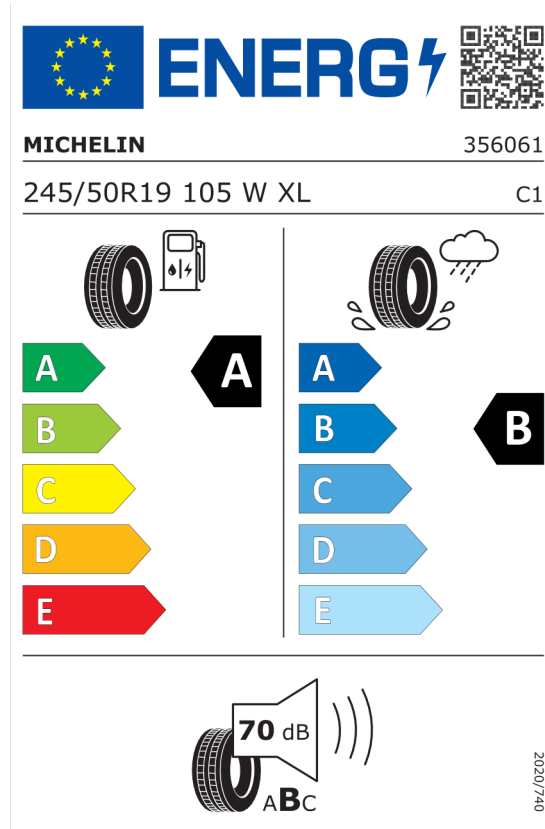 ENERG
MICHELIN 356061
245/50R19 105 W XL C1
A A A
B B B
C C
D D
E E
70 dB
ABC
2020/740